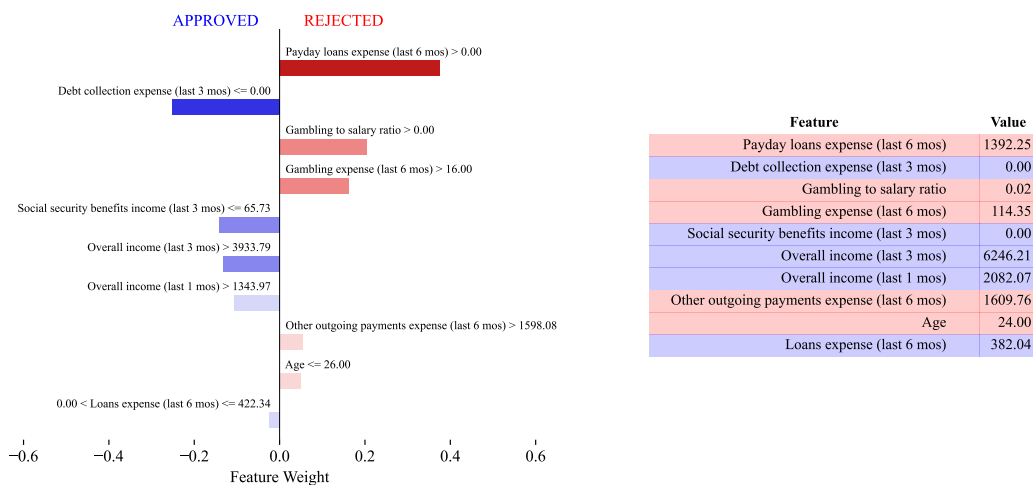 APPROVED REJECTED
Payday loans expense (last 6 mos) > 0.00
Debt collection expense (last 3 mos) <= 0.00
Gambling to salary ratio > 0.00
Gambling expense (last 6 mos) > 16.00
Social security benefits income (last 3 mos) <= 65.73
Overall income (last 3 mos) > 3933.79
Overall income (last 1 mos) > 1343.97
Other outgoing payments expense (last 6 mos) > 1598.08
Age <= 26.00
0.00 < Loans expense (last 6 mos) <= 422.34
−0.6 −0.4 −0.2 0.0 0.2 0.4 0.6
Feature Weight
Feature Value
Payday loans expense (last 6 mos) 1392.25
Debt collection expense (last 3 mos) 0.00
Gambling to salary ratio 0.02
Gambling expense (last 6 mos) 114.35
Social security benefits income (last 3 mos) 0.00
Overall income (last 3 mos) 6246.21
Overall income (last 1 mos) 2082.07
Other outgoing payments expense (last 6 mos) 1609.76
Age 24.00
Loans expense (last 6 mos) 382.04